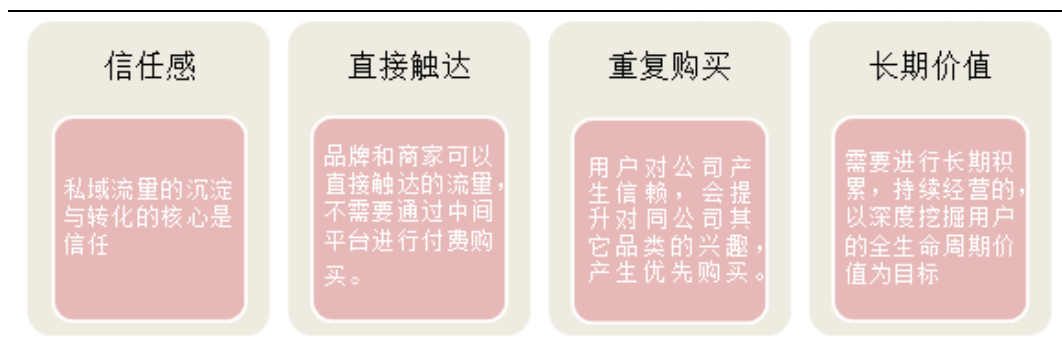 信任感
私域流量的沉淀
与转化的核心是
信任
直接触达
品牌和商家可以
直接触达的流量，
不需要通过中间
平台进行付费购
买。
重复购买
用户对公司产
生信赖，会提
升对同公司其
它品类的兴趣，
产生优先购买。
长期价值
需要进行长期积
累，持续经营的，
以深度挖掘用户
的全生命周期价
值为目标